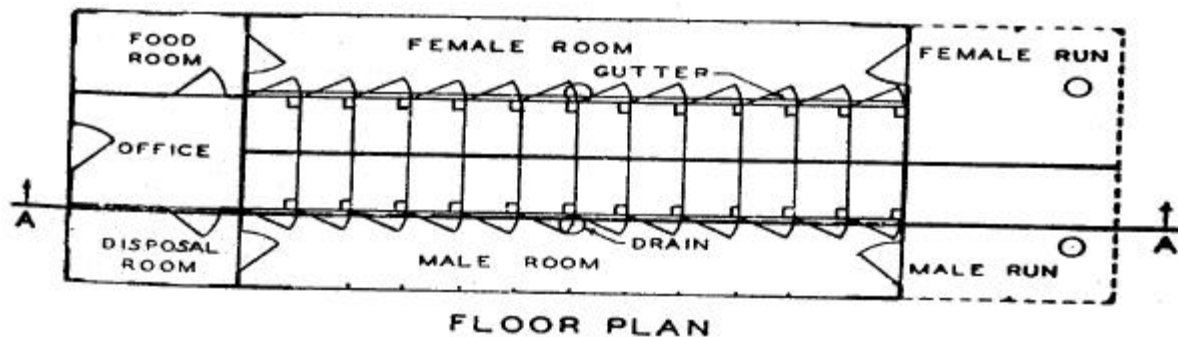 FOOD
ROOM
FEMALE ROOM
FEMALE RUN
GUTTER
OFFICE
A
A
DISPOSAL
ROOM
MALE ROOM
DRAIN
MALE RUN
FLOOR PLAN